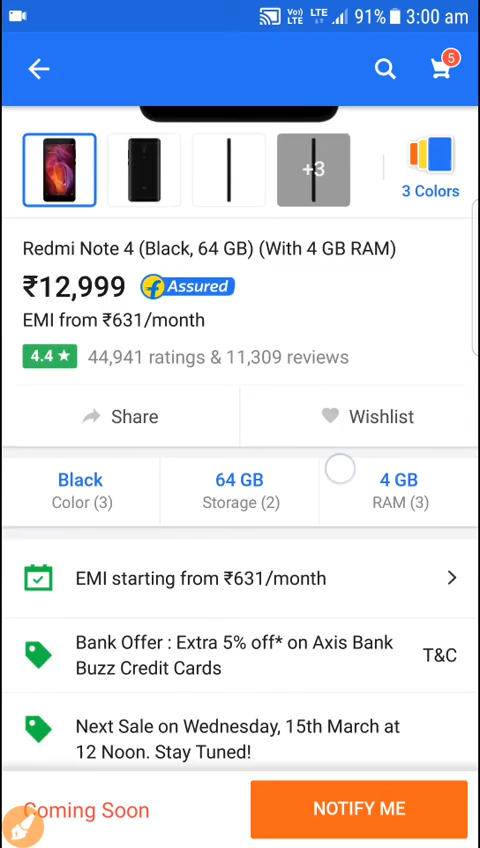 Vo))
LTE
LTE
91%
3:00 am
5
+3
3 Colors
Redmi Note 4 (Black, 64 GB) (With 4 GB RAM)
₹12,999
f Assured
EMI from ₹631/month
4.4 ★ 44,941 ratings & 11,309 reviews
Share
Wishlist
Black
Color (3)
64 GB
Storage (2)
4 GB
RAM (3)
EMI starting from ₹631/month
Bank Offer : Extra 5% off* on Axis Bank
Buzz Credit Cards
T&C
Next Sale on Wednesday, 15th March at
12 Noon. Stay Tuned!
Coming Soon
NOTIFY ME